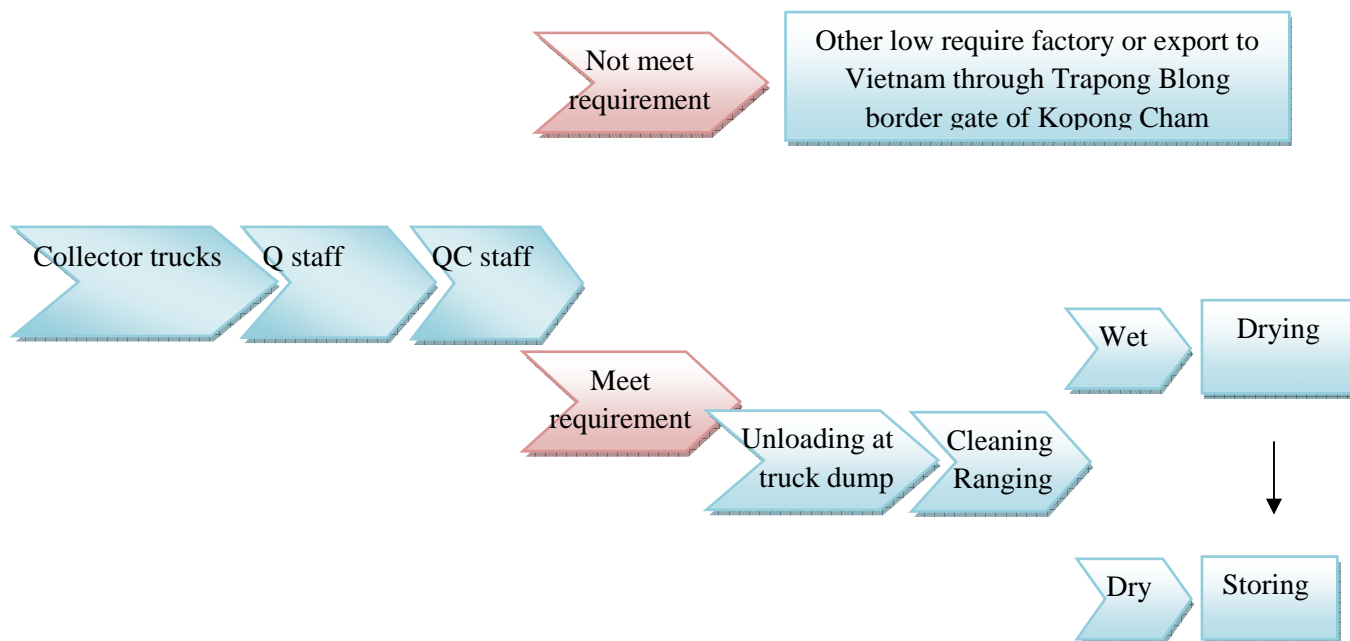 Not meet
requirement
Other low require factory or export to
Vietnam through Trapong Blong
border gate of Kopong Cham
Collector trucks
Q staff
QC staff
Meet
requirement
Unloading at
truck dump
Cleaning
Ranging
Wet
Drying
Dry
Storing